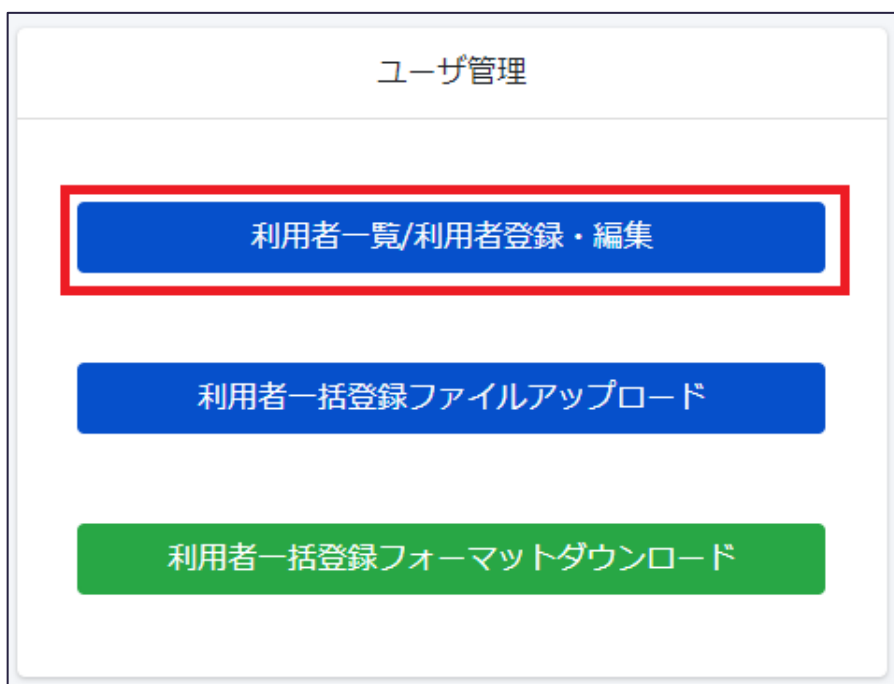 ユーザ管理
利用者一覧/利用者登録・編集
利用者一括登録ファイルアップロード
利用者一括登録フォーマットダウンロード